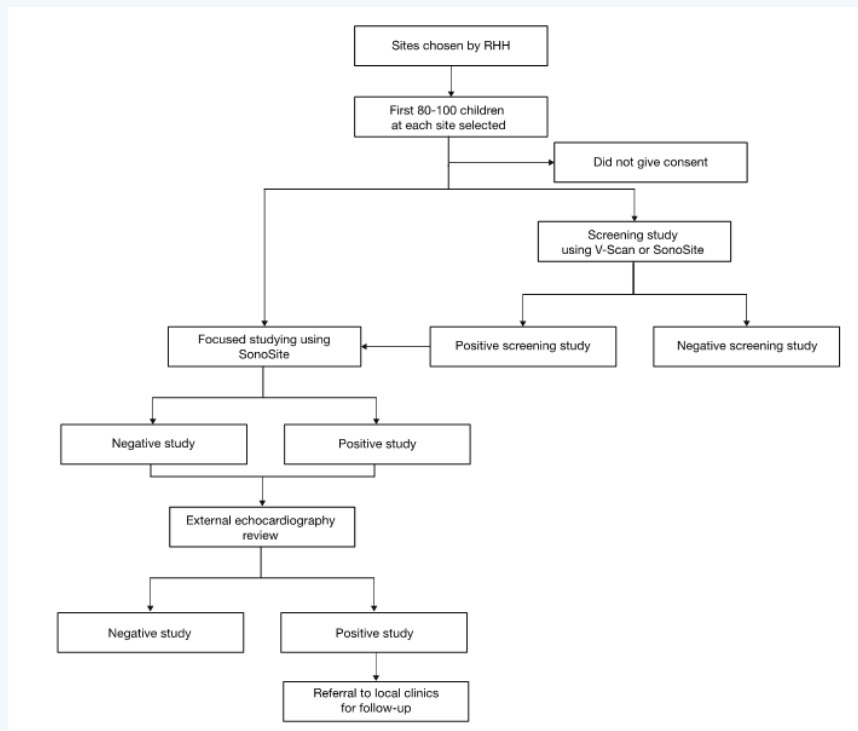 Sites chosen by RHH
First 80-100 children
at each site selected
Did not give consent
Screening study
using V-Scan or SonoSite
Focused studying using
SonoSite
Positive screening study
Negative screening study
Negative study
Positive study
External echocardiography
review
Negative study
Positive study
Referral to local clinics
for follow-up